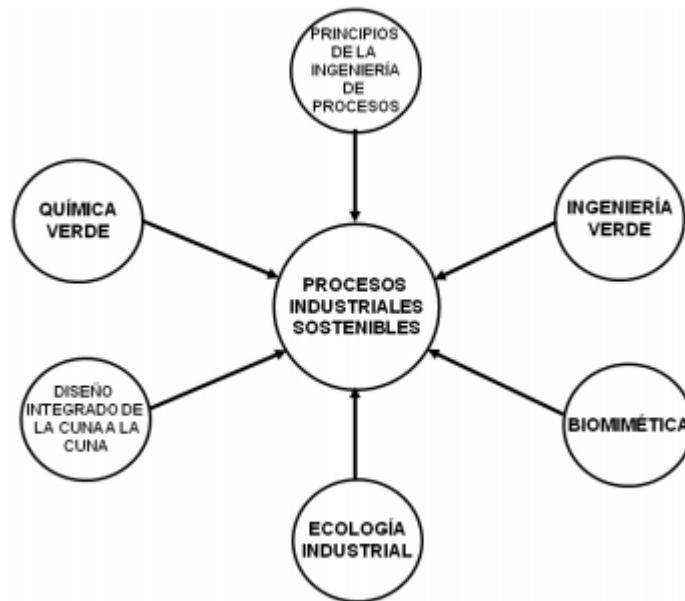 PRINCIPIOS
DE LA
INGENIERÍA
DE
PROCESOS
QUÍMICA
VERDE
INGENIERÍA
VERDE
PROCESOS
INDUSTRIALES
SOSTENIBLES
DISEÑO
INTEGRADO DE
LA CUNA A LA
CUNA
BIOMIMÉTICA
ECOLOGÍA
INDUSTRIAL